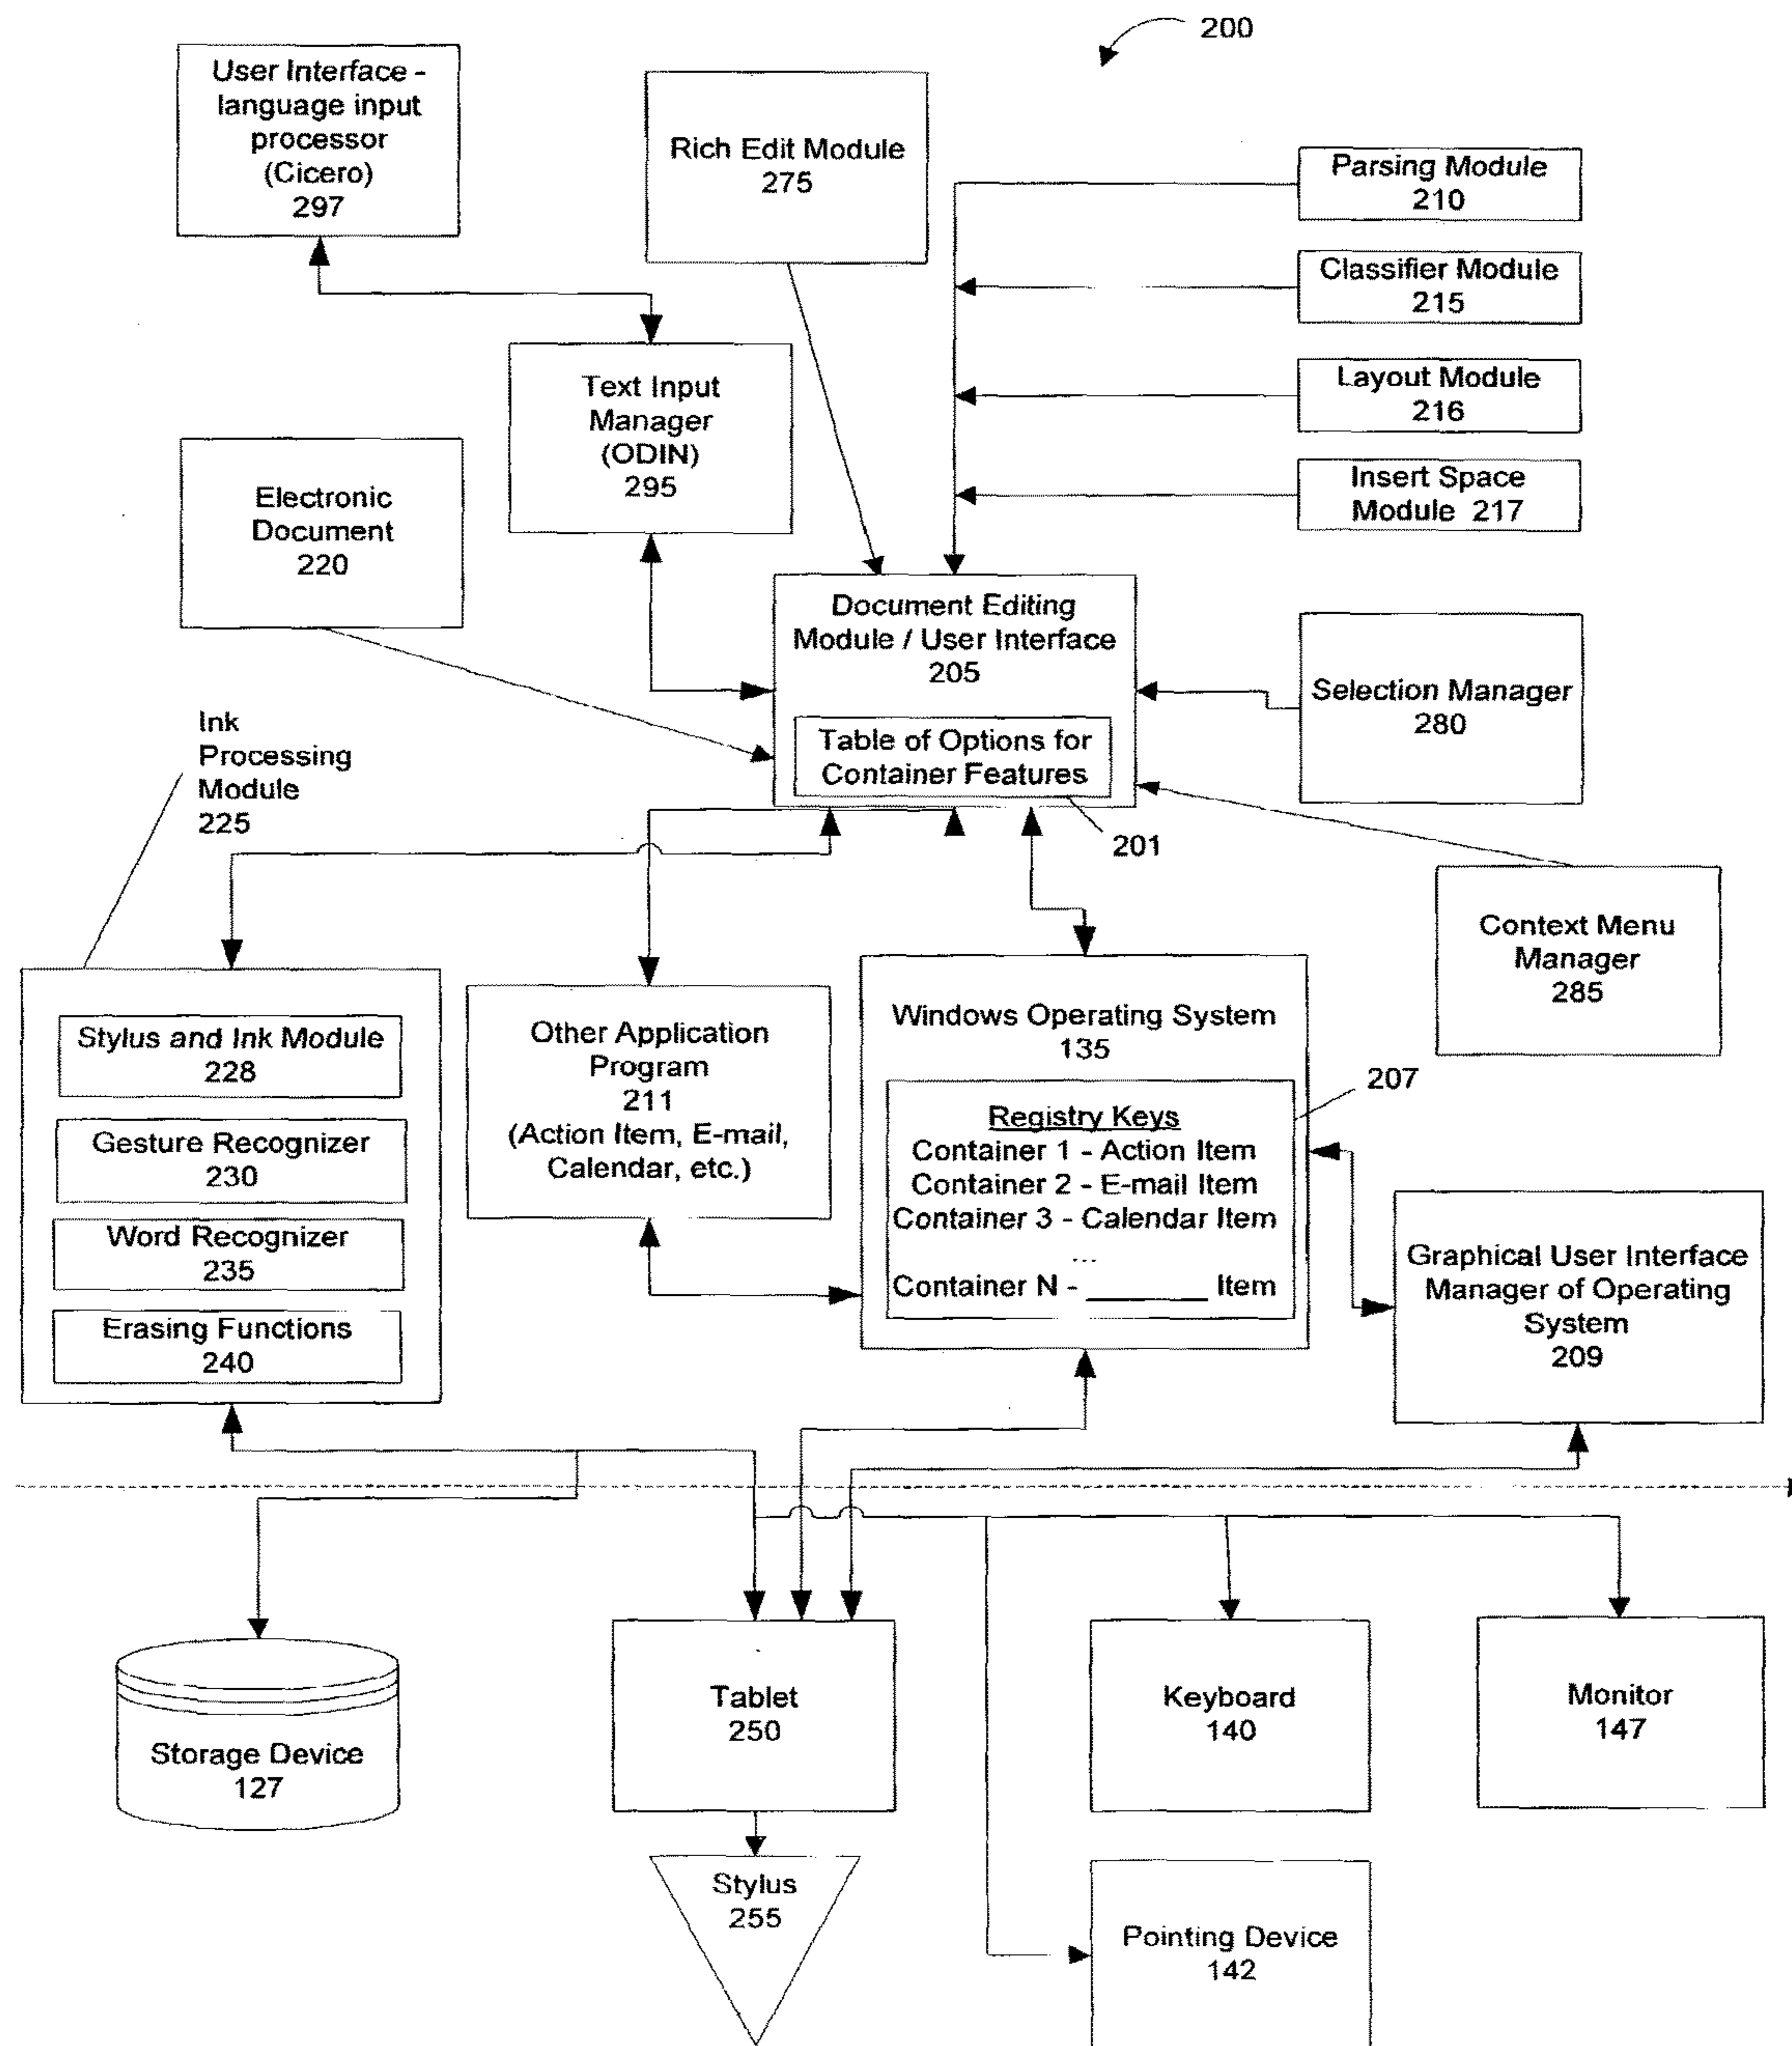 200
User Interface -
language input
processor
(Cicero)
297
Rich Edit Module
275
Parsing Module
210
Classifier Module
215
Layout Module
216
Insert Space
Module 217
Text Input
Manager
(ODIN)
295
Electronic
Document
220
Document Editing
Module / User Interface
205
Table of Options for
Container Features
201
Selection Manager
280
Ink
Processing
Module
225
Context Menu
Manager
285
Stylus and Ink Module
228
Gesture Recognizer
230
Word Recognizer
235
Erasing Functions
240
Other Application
Program
211
(Action Item, E-mail,
Calendar, etc.)
Windows Operating System
135
207
Registry Keys
Container 1 - Action Item
Container 2 - E-mail Item
Container 3 - Calendar Item
...
Container N - ________ Item
Graphical User Interface
Manager of Operating
System
209
Storage Device
127
Tablet
250
Keyboard
140
Monitor
147
Stylus
255
Pointing Device
142